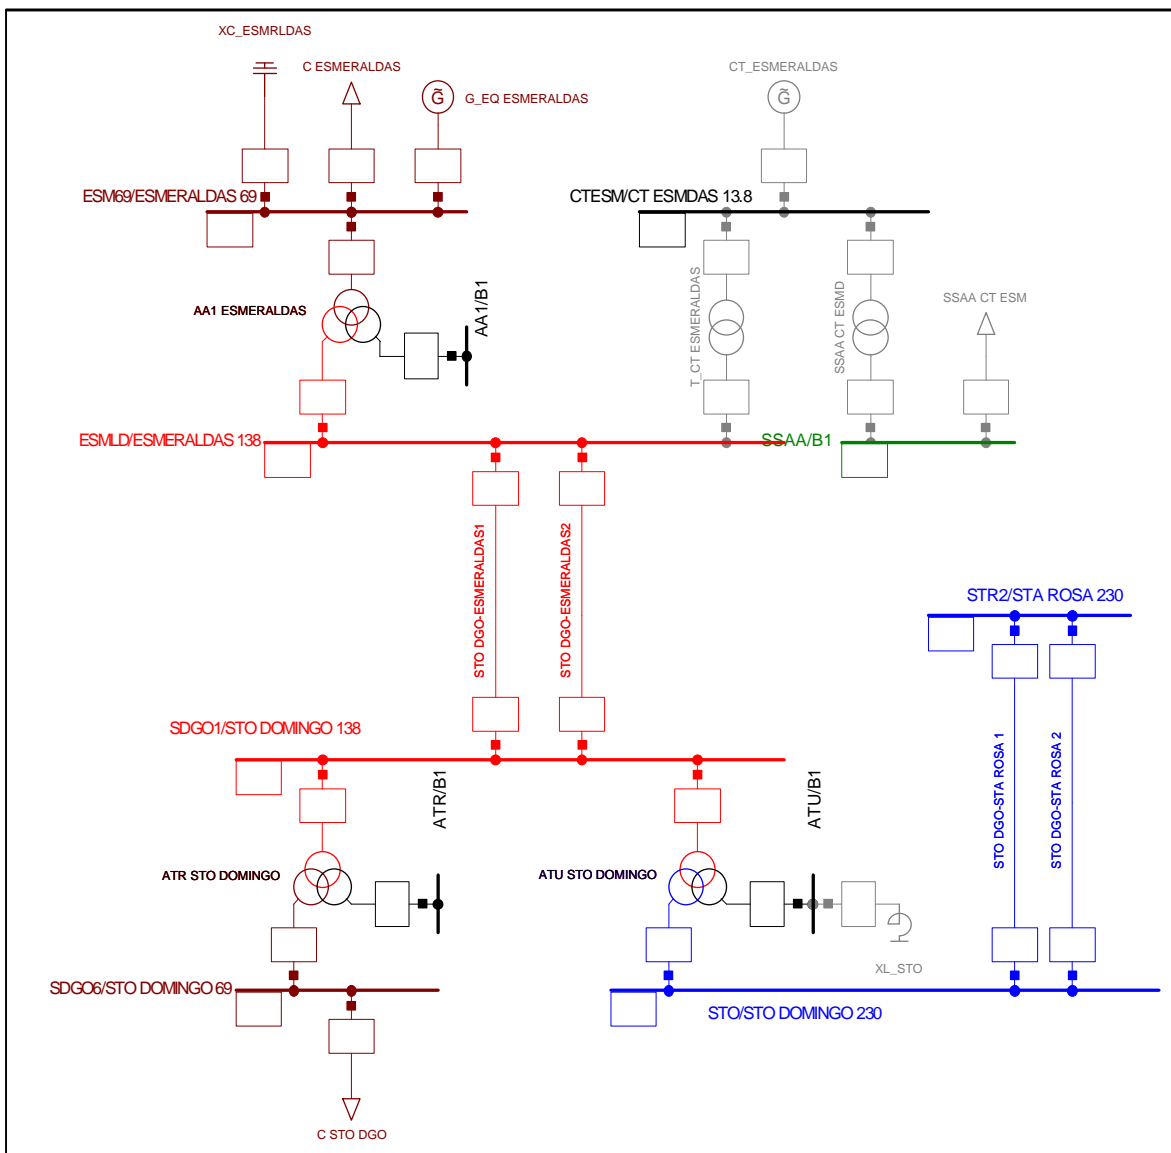 XC_ESMRLDAS
C ESMERALDAS
G_EQ ESMERALDAS
G
CT_ESMERALDAS
G
ESM69/ESMERALDAS 69
CTESM/CT ESMDAS 13.8
AA1 ESMERALDAS
AA1/B1
T_CT ESMERALDAS
SSAA CT ESMD
SSAA CT ESM
ESMLD/ESMERALDAS 138
SSAA/B1
STO DGO-ESMERALDAS1
STO DGO-ESMERALDAS2
STR2/STA ROSA 230
SDGO1/STO DOMINGO 138
STO DGO-STA ROSA 1
STO DGO-STA ROSA 2
ATR/B1
ATU/B1
ATR STO DOMINGO
ATU STO DOMINGO
XL_STO
SDGO6/STO DOMINGO 69
STO/STO DOMINGO 230
C STO DGO